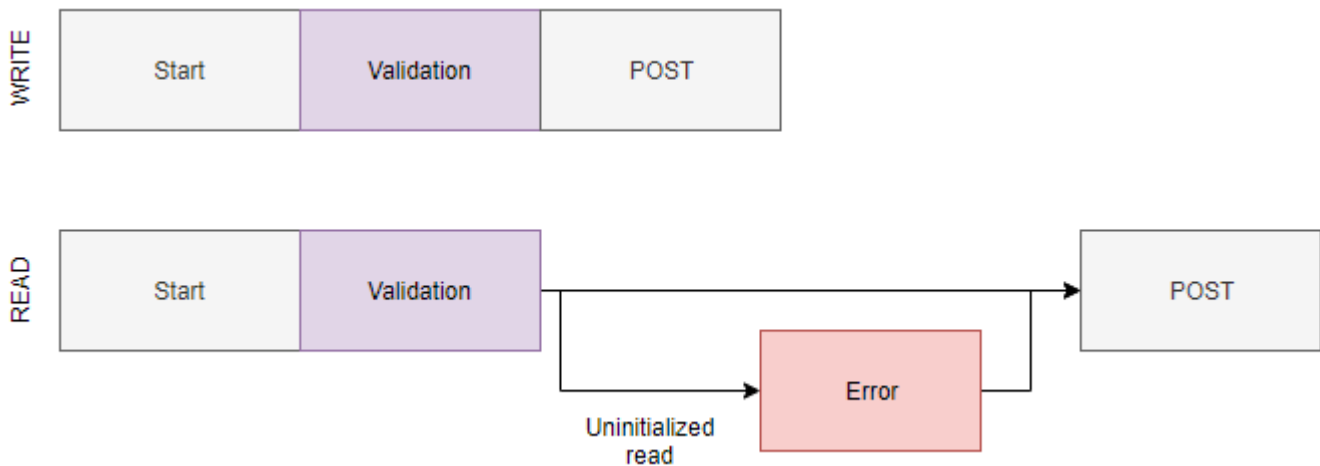 WRITE
Start
Validation
POST
READ
Start
Validation
POST
Error
Uninitialized
read